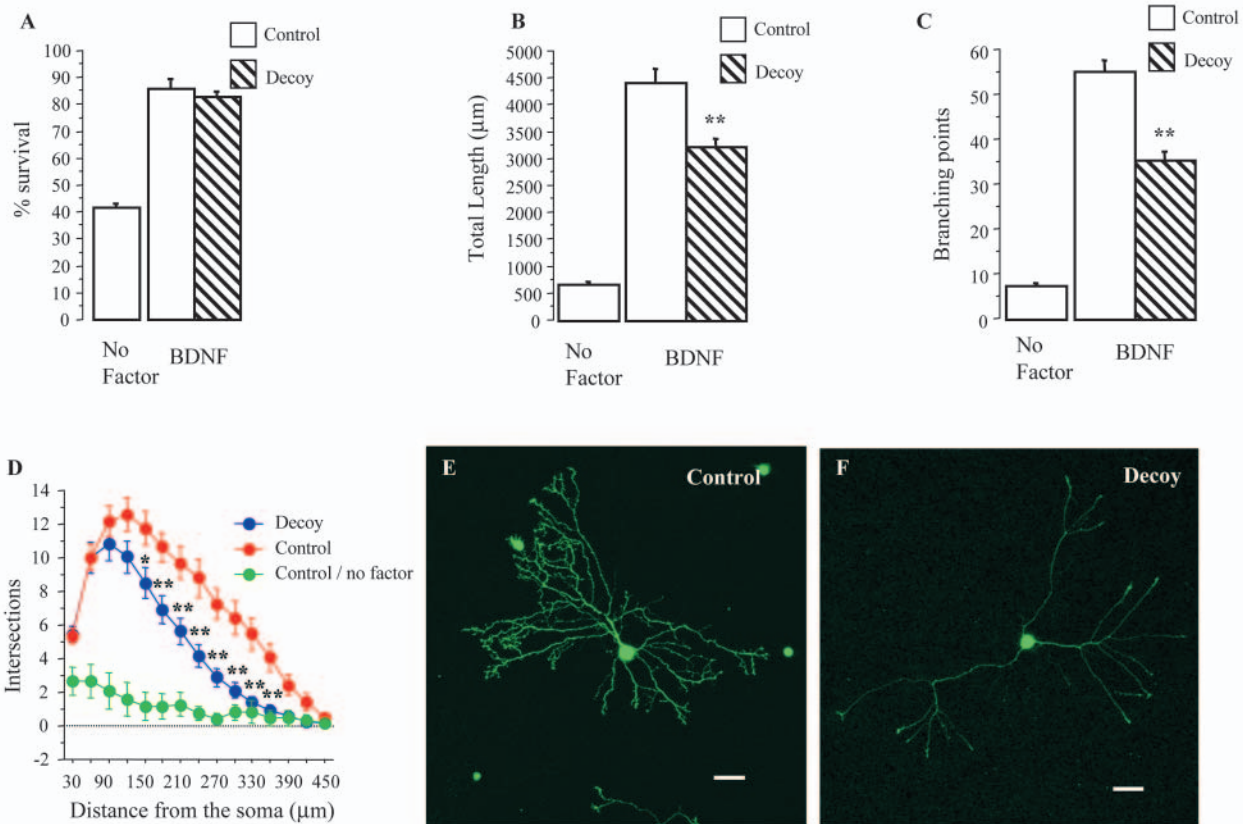 A
Control
Decoy
% survival
100
90
80
70
60
50
40
30
20
10
0
No
Factor
BDNF
B
Control
Decoy
Total Length (μm)
5000
4500
4000
3500
3000
2500
2000
1500
1000
500
0
**
No
Factor
BDNF
C
Control
Decoy
Branching points
60
50
40
30
20
10
0
**
No
Factor
BDNF
D
Intersections
14
12
10
8
6
4
2
0
-2
Decoy
Control
Control / no factor
*
**
**
**
**
**
**
**
30 90 150 210 270 330 390 450
Distance from the soma (μm)
E
Control
F
Decoy